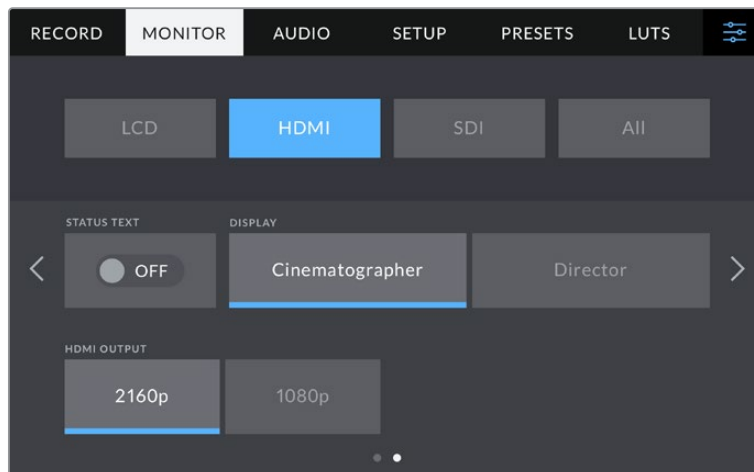 RECORD MONITOR AUDIO SETUP PRESETS LUTS
LCD HDMI SDI All
STATUS TEXT DISPLAY
OFF Cinematographer Director
HDMI OUTPUT
2160p 1080p